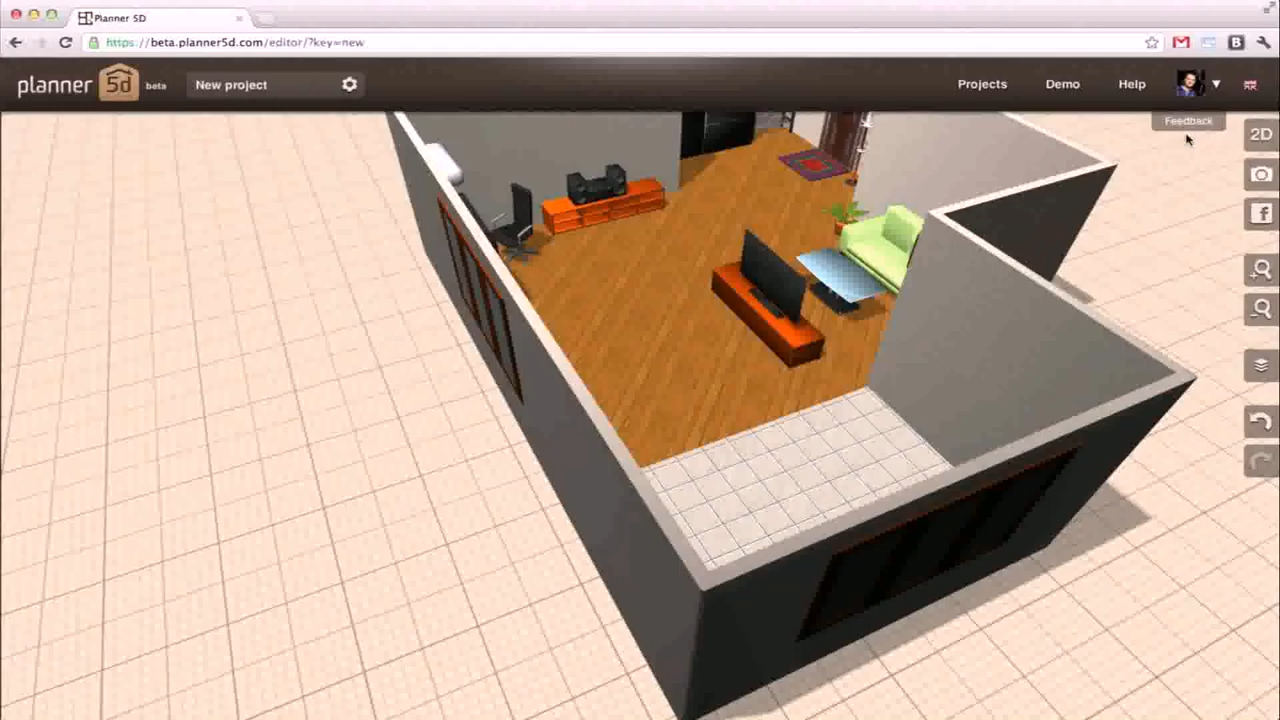 Planner 5D
https://beta.planner5d.com/editor/?key=new
B
planner 5d beta
New project
Projects
Demo
Help
Feedback
2D
f